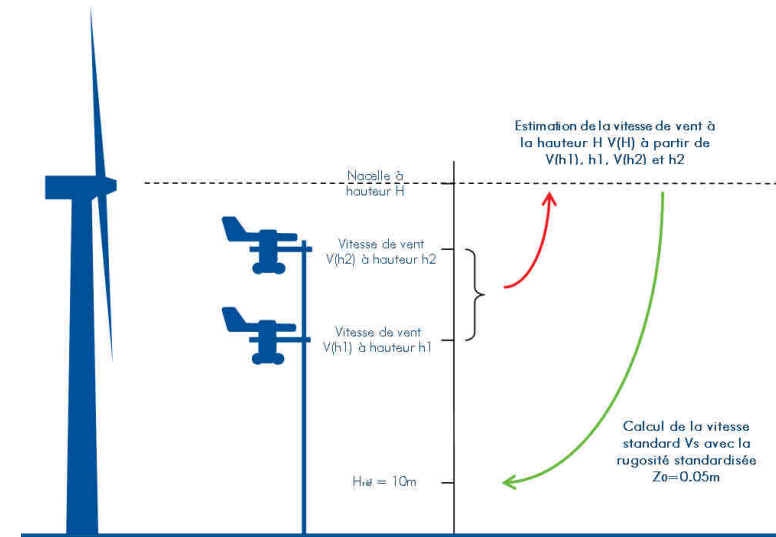 Estimation de la vitesse de vent à
la hauteur H V(H) à partir de
V(h1), h1, V(h2) et h2
Nacelle à
hauteur H
Vitesse de vent
V(h2) à hauteur h2
Vitesse de vent
V(h1) à hauteur h1
Calcul de la vitesse
standard Vs avec la
rugosité standardisée
Z0=0.05m
Hréf = 10m